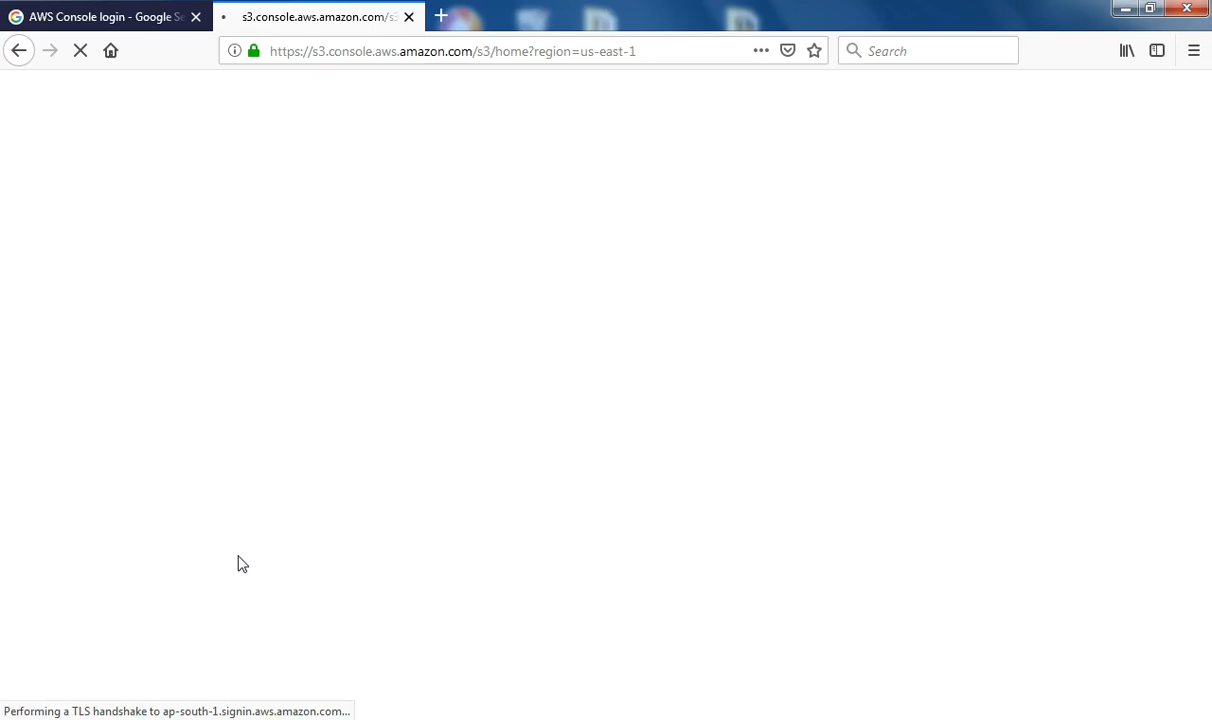 AWS Console login - Google Se
s3.console.aws.amazon.com/s3
https://s3.console.aws.amazon.com/s3/home?region=us-east-1
Search
Performing a TLS handshake to ap-south-1.signin.aws.amazon.com...